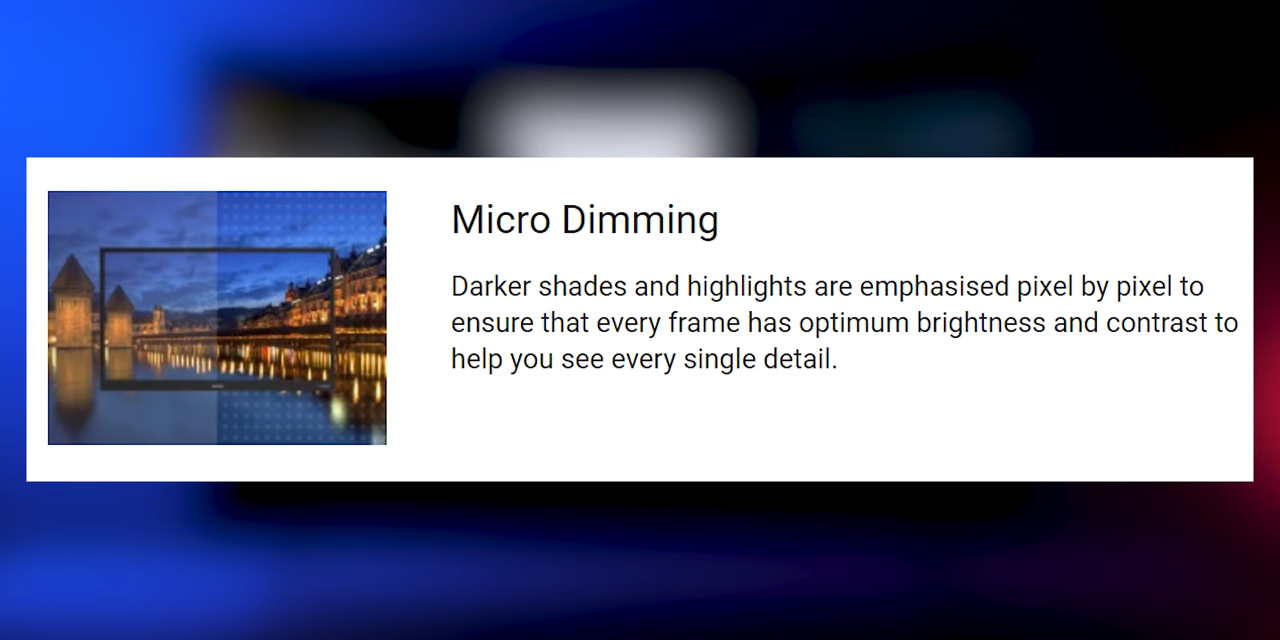 Micro Dimming
Darker shades and highlights are emphasised pixel by pixel to
ensure that every frame has optimum brightness and contrast to
help you see every single detail.